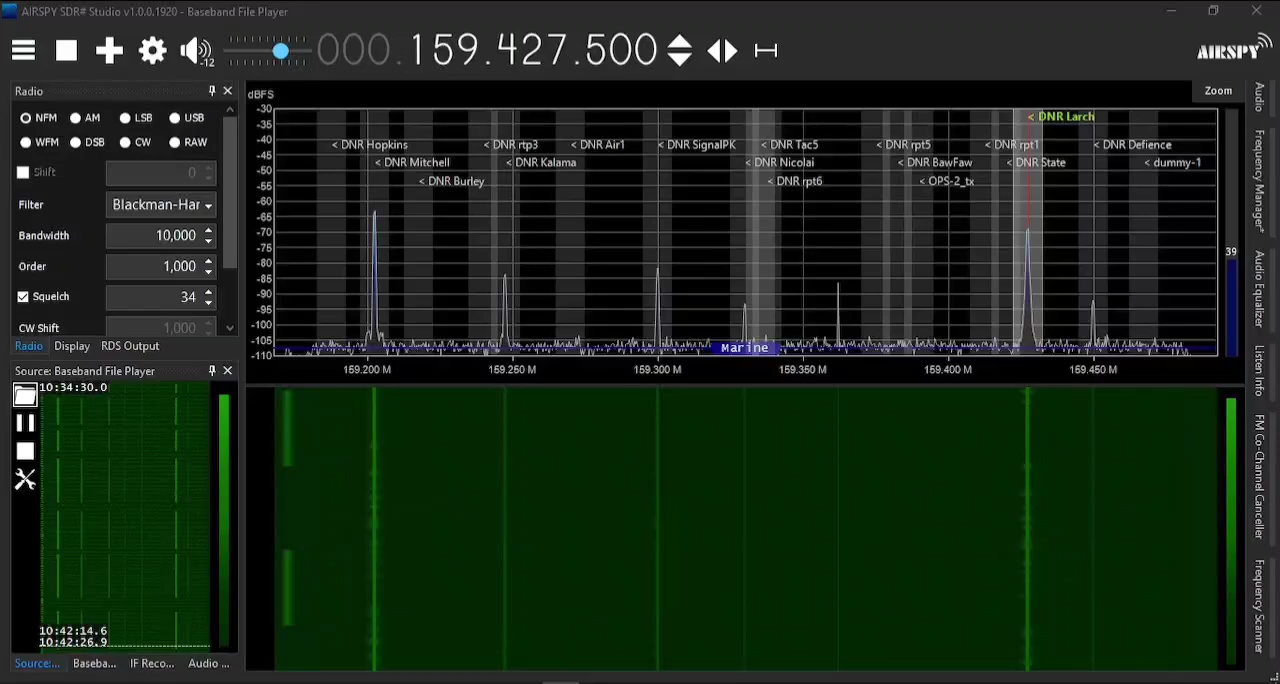 AIRSPY SDR# Studio v1.0.0.1920 - Baseband File Player
-12
000.159.427.500
AIRSPY
Radio
NFM AM LSB USB
WFM DSB CW RAW
Shift 0
Filter Blackman-Har
Bandwidth 10,000
Order 1,000
Squelch 34
CW Shift 1,000
Radio Display RDS Output
Source: Baseband File Player
10:34:30.0
10:42:14.6
10:42:26.9
Source:... Baseba... IF Reco... Audio ...
dBFS
Zoom
-30
-35
-40
-45
-50
-55
-60
-65
-70
-75
-80
-85
-90
-95
-100
-105
-110
< DNR Larch
< DNR Hopkins < DNR rtp3 < DNR Air1 < DNR SignalPK < DNR Tac5 < DNR rpt5 < DNR rpt1 < DNR Defience
< DNR Mitchell < DNR Kalama < DNR Nicolai < DNR BawFaw < DNR State < dummy-1
< DNR Burley < DNR rpt6 < OPS-2_tx
39
Marine
159.200 M 159.250 M 159.300 M 159.350 M 159.400 M 159.450 M
Audio
Frequency Manager*
Audio Equalizer
Listen Info
FM Co-Channel Canceller
Frequency Scanner